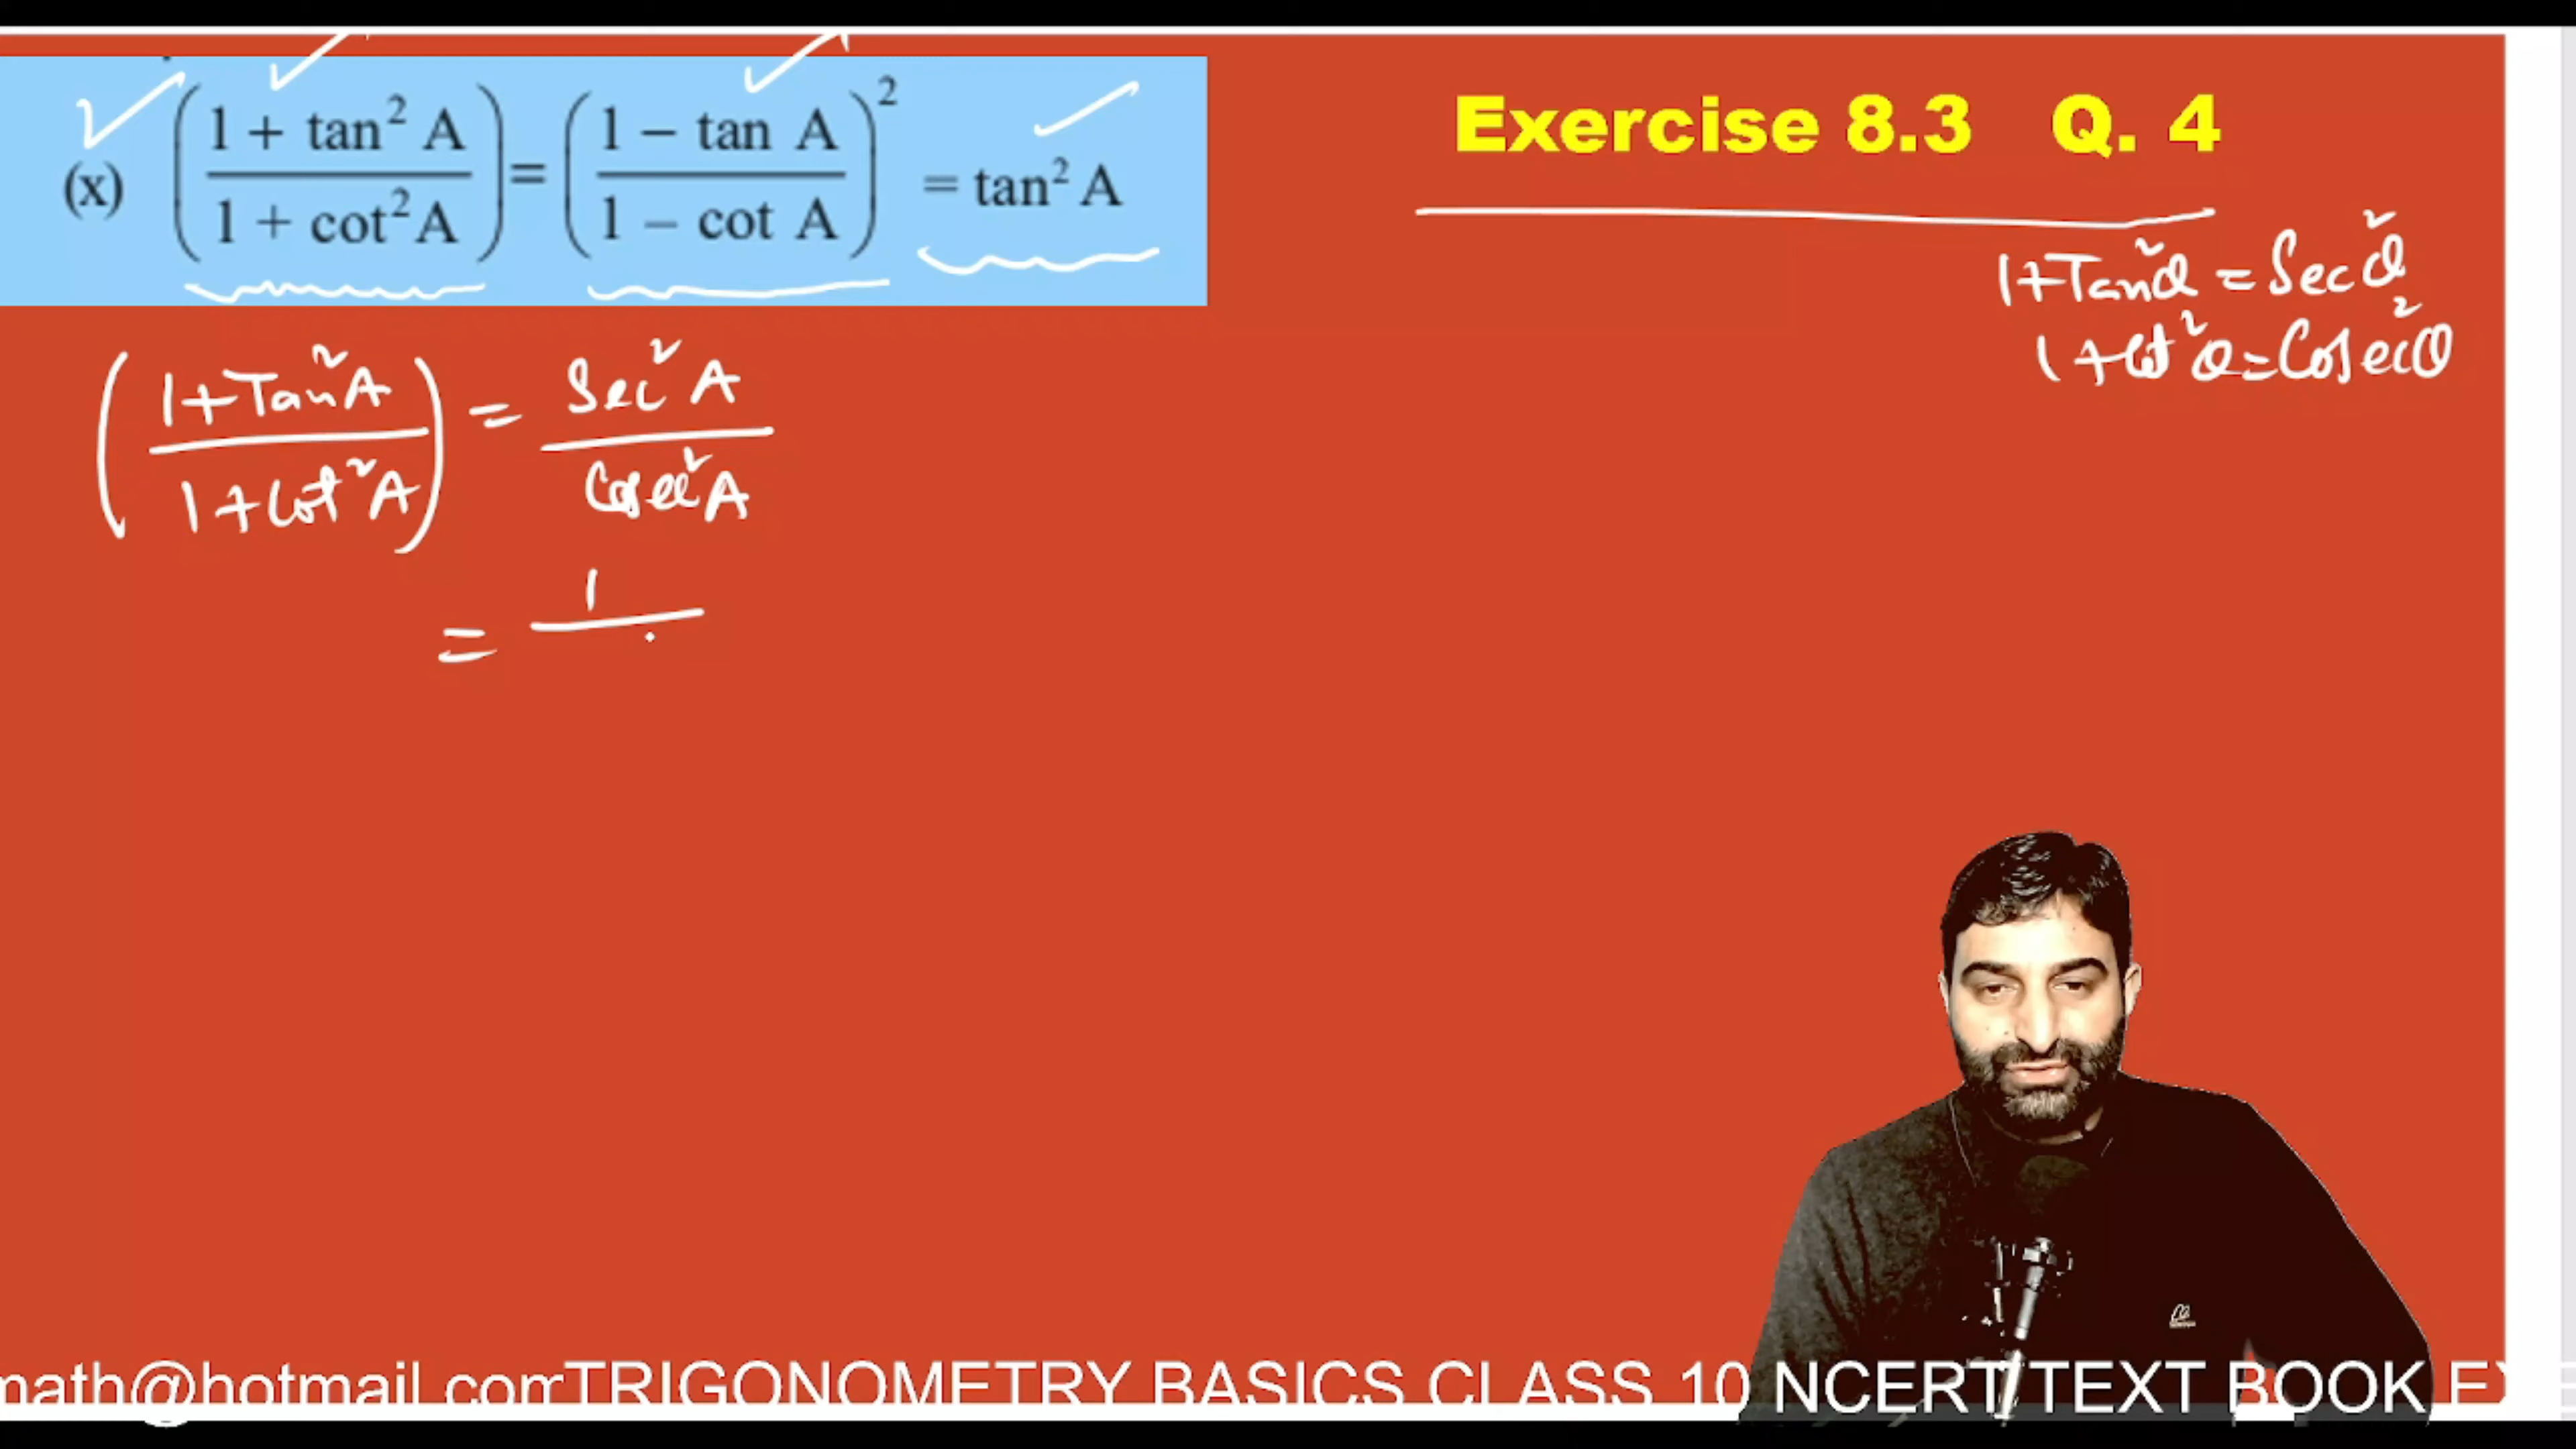 (x) (1 + tan² A / 1 + cot² A) = (1 – tan A / 1 – cot A)² = tan² A
Exercise 8.3 Q. 4
1+Tan²θ = Sec²θ
1+Cot²θ = Cosec²θ
(1+Tan²A / 1+Cot²A) = Sec²A / Cosec²A
= 1
math@hotmail.com TRIGONOMETRY BASICS CLASS 10 NCERT TEXT BOOK